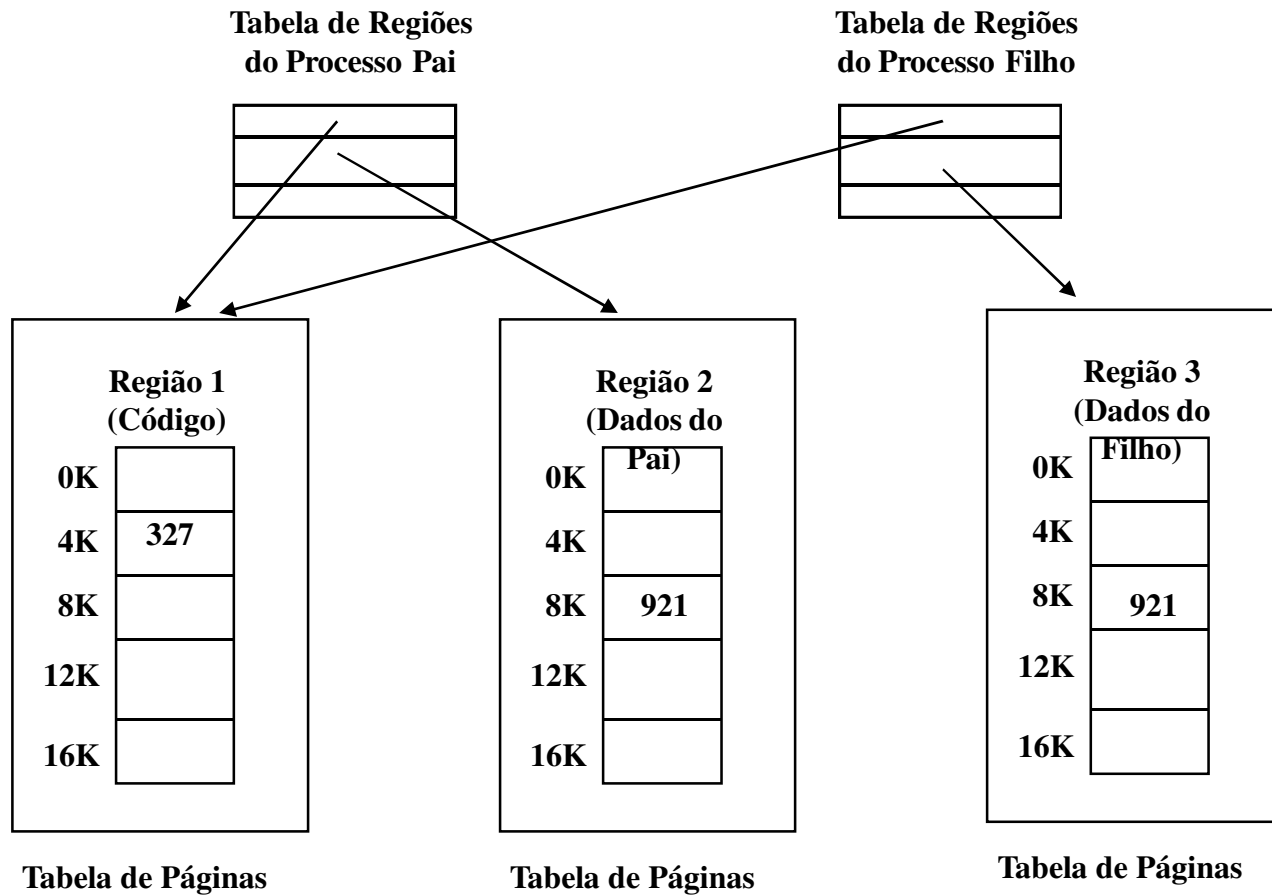 Tabela de Regiões
do Processo Pai
Tabela de Regiões
do Processo Filho
Região 1
(Código)
0K
4K
327
8K
12K
16K
Tabela de Páginas
Região 2
(Dados do
Pai)
0K
4K
8K
921
12K
16K
Tabela de Páginas
Região 3
(Dados do
Filho)
0K
4K
8K
921
12K
16K
Tabela de Páginas